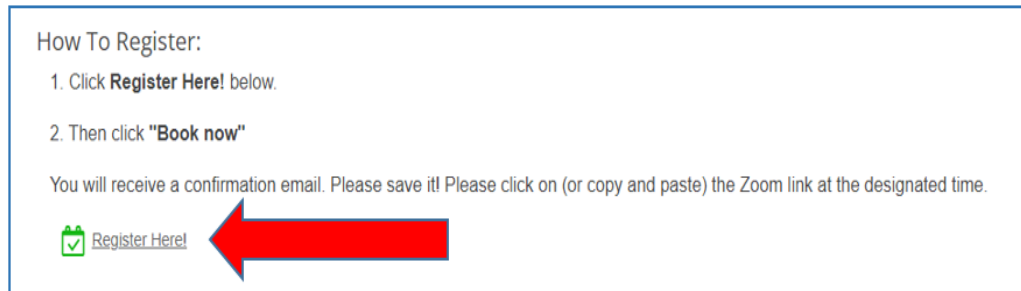 How To Register:
1. Click Register Here! below.
2. Then click "Book now"
You will receive a confirmation email. Please save it! Please click on (or copy and paste) the Zoom link at the designated time.
Register Here!